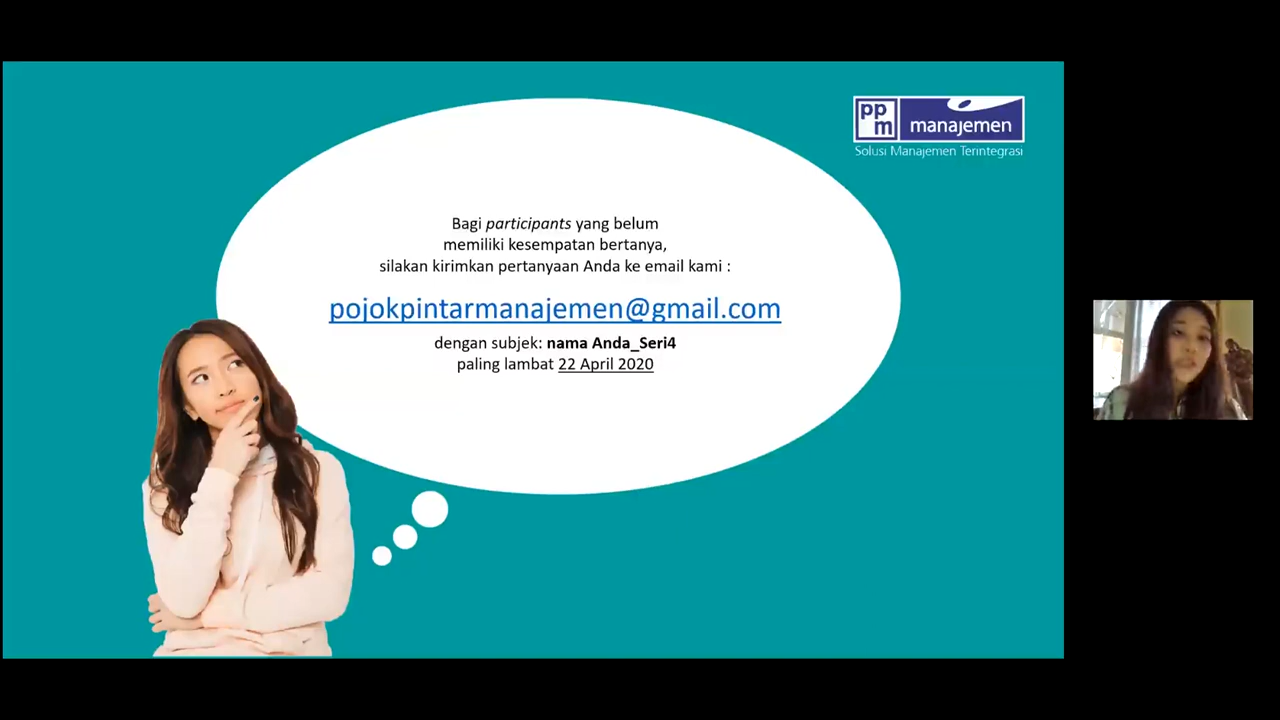 ppm manajemen
Solusi Manajemen Terintegrasi
Bagi participants yang belum
memiliki kesempatan bertanya,
silakan kirimkan pertanyaan Anda ke email kami :
pojokpintarmanajemen@gmail.com
dengan subjek: nama Anda_Seri4
paling lambat 22 April 2020